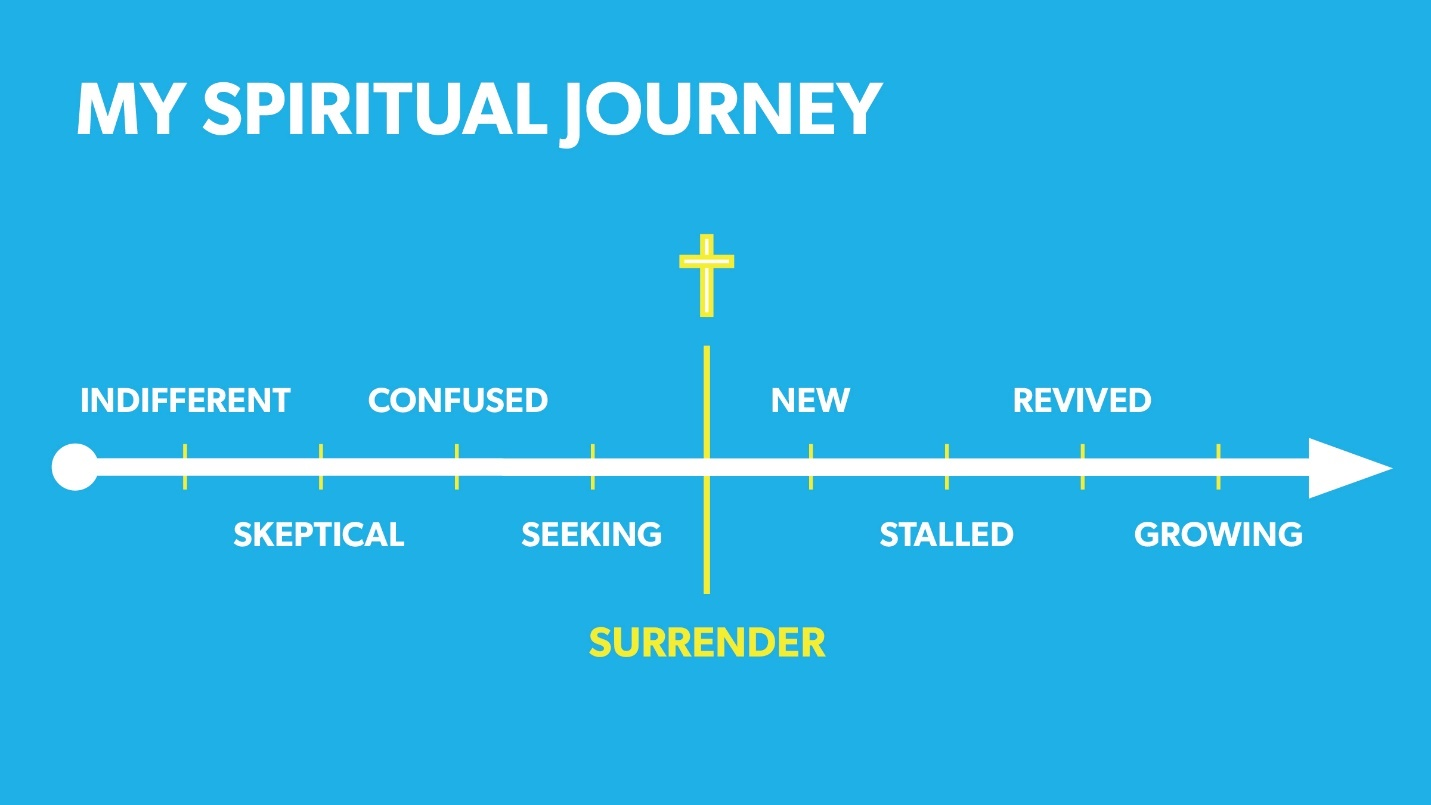 MY SPIRITUAL JOURNEY
INDIFFERENT CONFUSED NEW REVIVED
SKEPTICAL SEEKING STALLED GROWING
SURRENDER